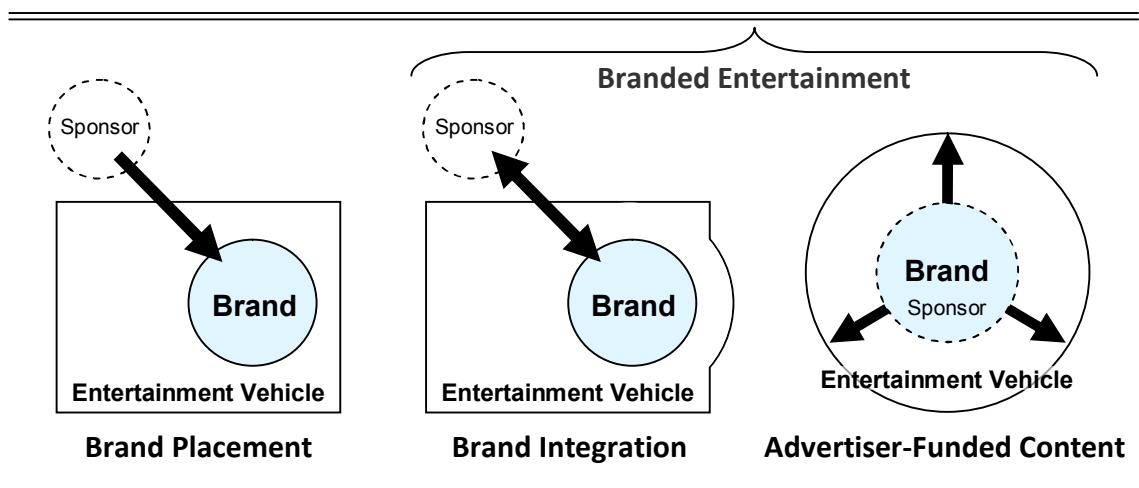 Branded Entertainment
Sponsor
Brand
Entertainment Vehicle
Brand Placement
Sponsor
Brand
Entertainment Vehicle
Brand Integration
Brand
Sponsor
Entertainment Vehicle
Advertiser-Funded Content